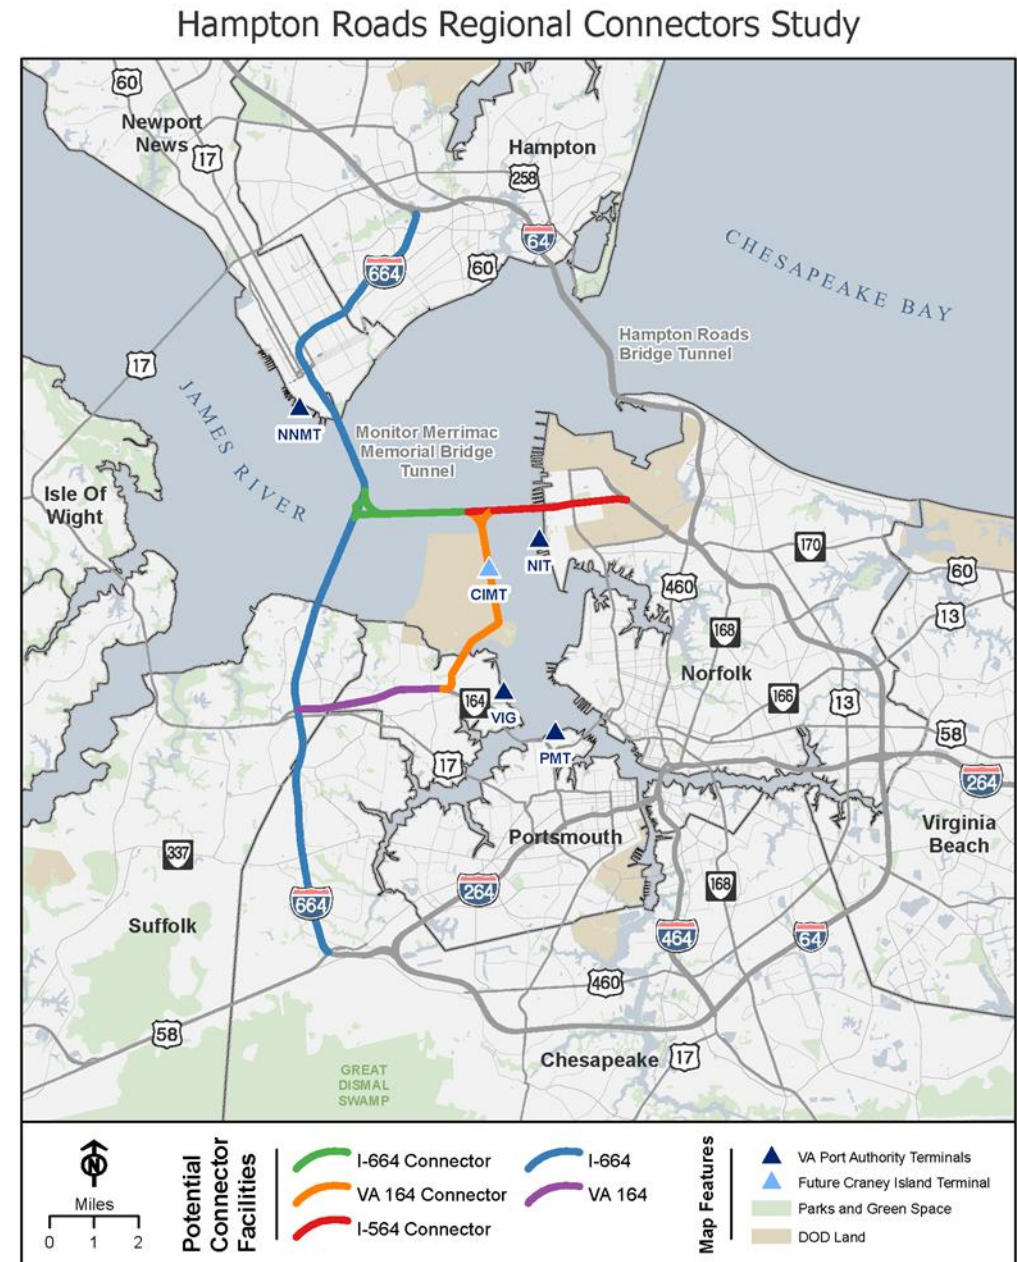 Hampton Roads Regional Connectors Study
60
Newport
News
17
Hampton
258
64
664
60
CHESAPEAKE BAY
Hampton Roads
Bridge Tunnel
17
JAMES RIVER
NNMT
Monitor Merrimac
Memorial Bridge
Tunnel
Isle Of
Wight
NIT
170
CIMT
460
60
13
168
Norfolk
164
VIG
166
13
58
PMT
17
264
Portsmouth
Virginia
Beach
337
264
168
664
Suffolk
464
64
460
58
Chesapeake
17
GREAT
DISMAL
SWAMP
N
Miles
0 1 2
Potential
Connector
Facilities
I-664 Connector
VA 164 Connector
I-564 Connector
I-664
VA 164
Map Features
VA Port Authority Terminals
Future Craney Island Terminal
Parks and Green Space
DOD Land